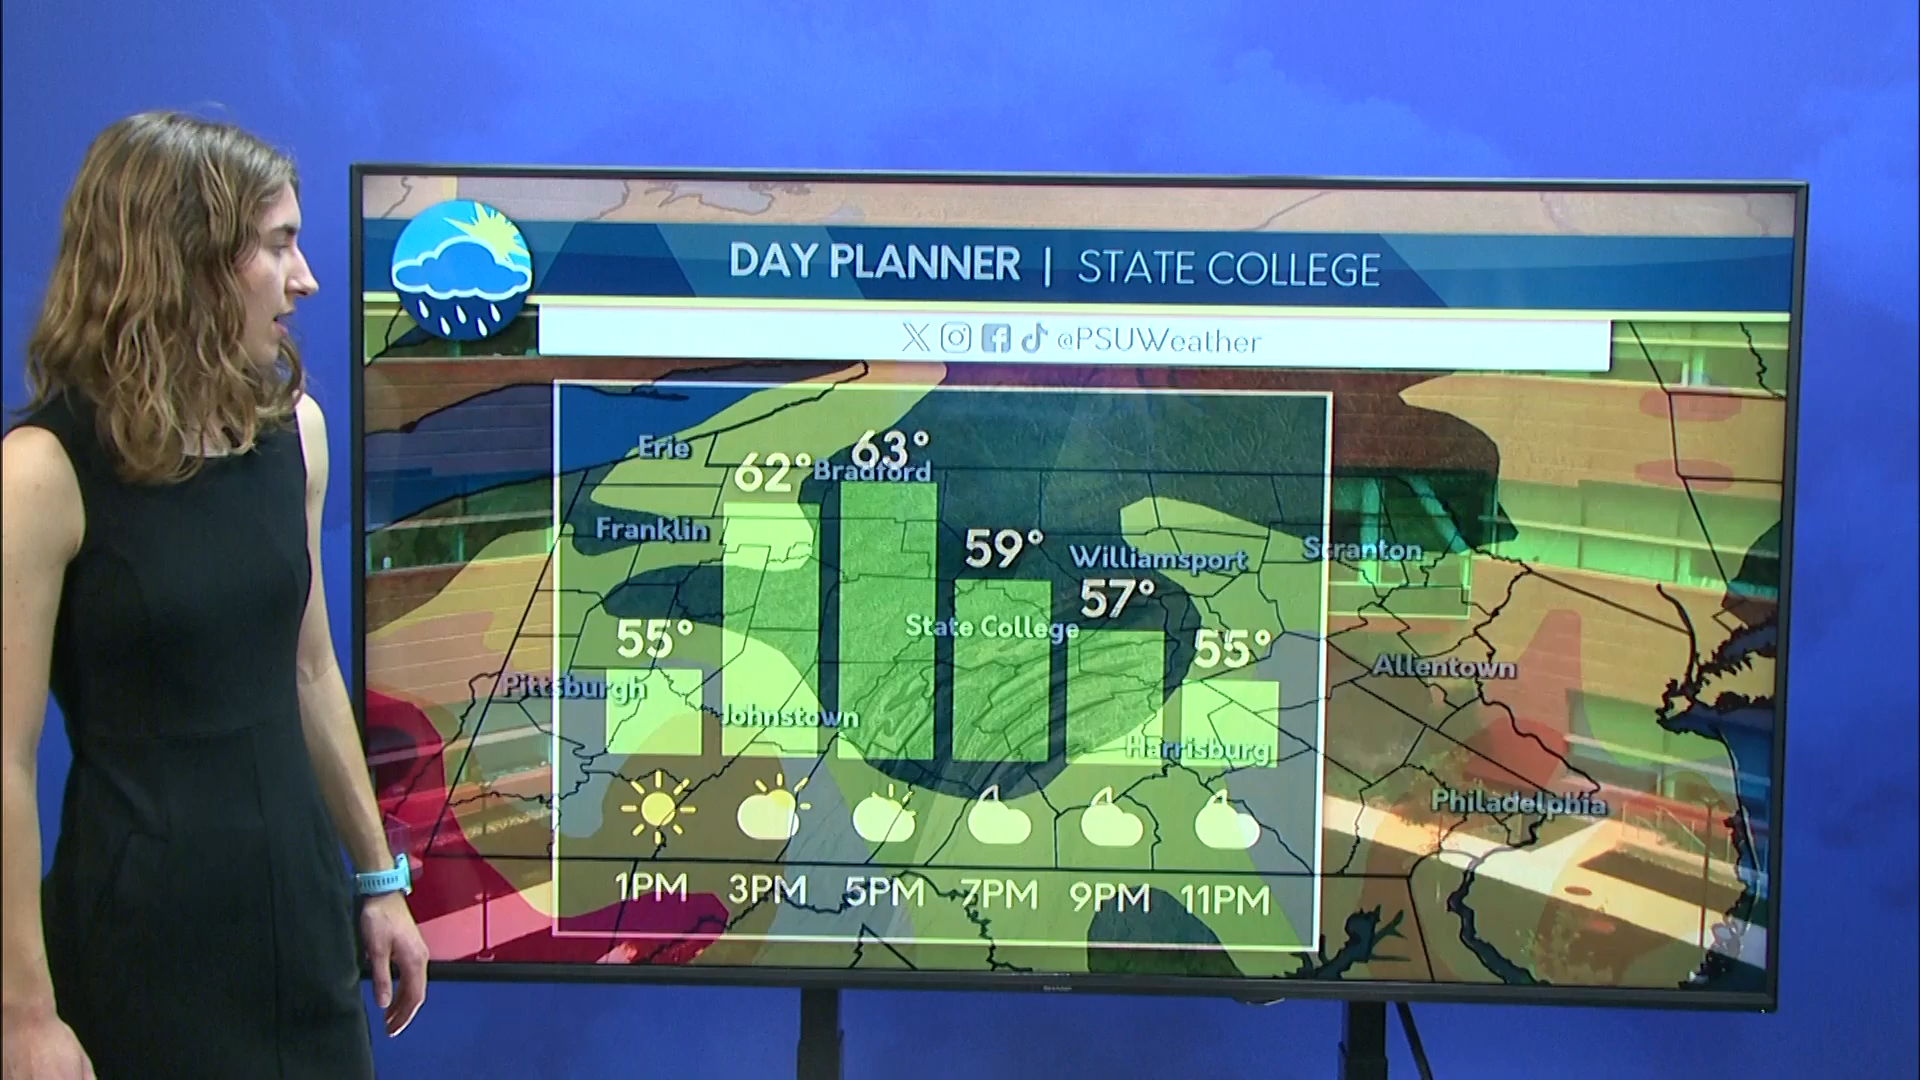 DAY PLANNER | STATE COLLEGE
@PSUWeather
Erie
62°
63°
Bradford
Franklin
59°
Williamsport
57°
Scranton
55°
State College
55°
Allentown
Pittsburgh
Johnstown
Harrisburg
Philadelphia
1PM 3PM 5PM 7PM 9PM 11PM
SHARP